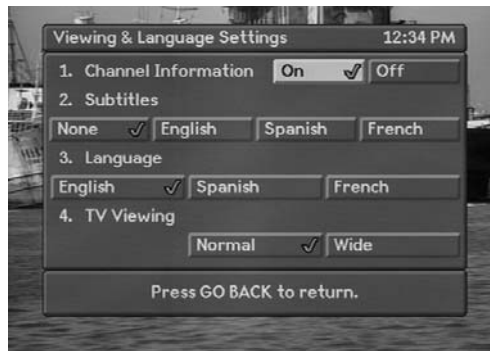 Viewing & Language Settings 12:34 PM
1. Channel Information On Off
2. Subtitles
None English Spanish French
3. Language
English Spanish French
4. TV Viewing
Normal Wide
Press GO BACK to return.